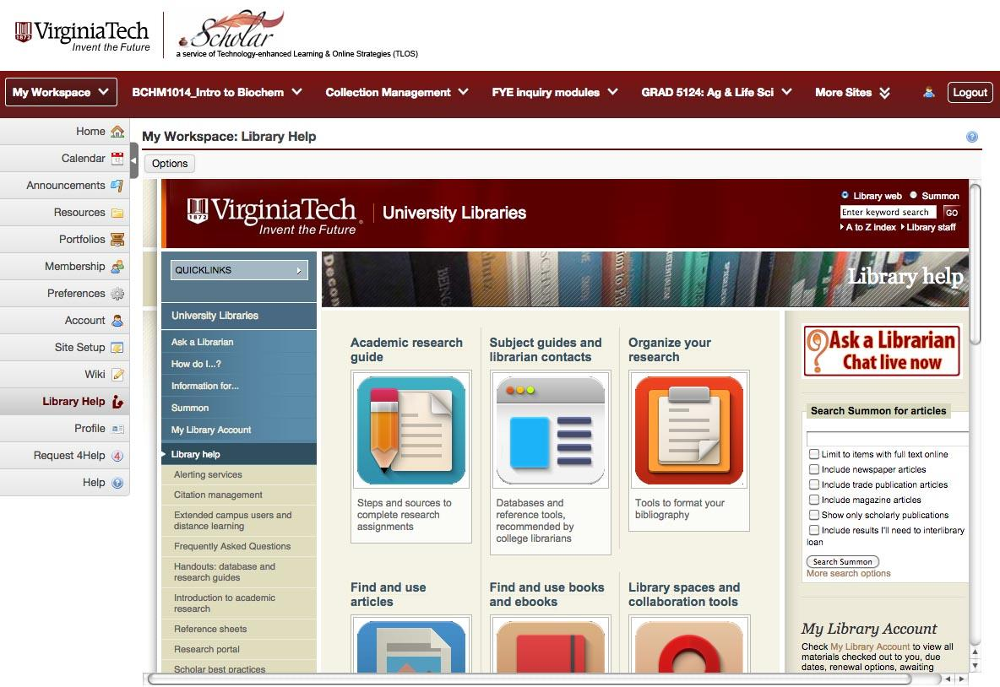 1872 VirginiaTech
Invent the Future
Scholar
a service of Technology-enhanced Learning & Online Strategies (TLOS)
My Workspace BCHM1014_Intro to Biochem Collection Management FYE inquiry modules GRAD 5124: Ag & Life Sci More Sites Logout
Home
Calendar
Announcements
Resources
Portfolios
Membership
Preferences
Account
Site Setup
Wiki
Library Help
Profile
Request 4Help 4
Help
My Workspace: Library Help
Options
1872 VirginiaTech
Invent the Future
University Libraries
Library web Summon
Enter keyword search GO
A to Z index Library staff
QUICKLINKS
University Libraries
Ask a Librarian
How do I...?
Information for...
Summon
My Library Account
Library help
Alerting services
Citation management
Extended campus users and
distance learning
Frequently Asked Questions
Handouts: database and
research guides
Introduction to academic
research
Reference sheets
Research portal
Scholar best practices
Decon
Library help
Academic research
guide
Steps and sources to
complete research
assignments
Subject guides and
librarian contacts
Databases and
reference tools,
recommended by
college librarians
Organize your
research
Tools to format your
bibliography
Find and use
articles
Find and use books
and ebooks
Library spaces and
collaboration tools
Ask a Librarian
Chat live now
Search Summon for articles
Limit to items with full text online
Include newspaper articles
Include trade publication articles
Include magazine articles
Show only scholarly publications
Include results I'll need to interlibrary
loan
Search Summon
More search options
My Library Account
Check My Library Account to view all
materials checked out to you, due
dates, renewal options, awaiting